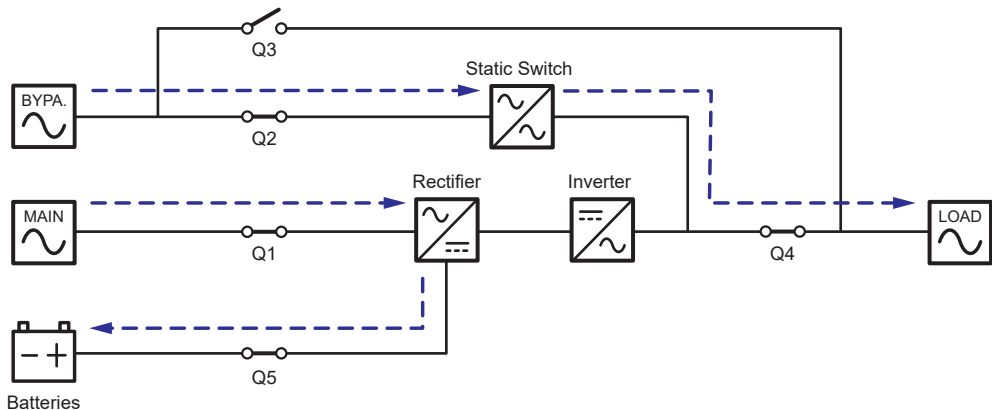 Q3
Static Switch
BYPA.
Q2
Rectifier
Inverter
MAIN
Q1
Q4
LOAD
Q5
Batteries